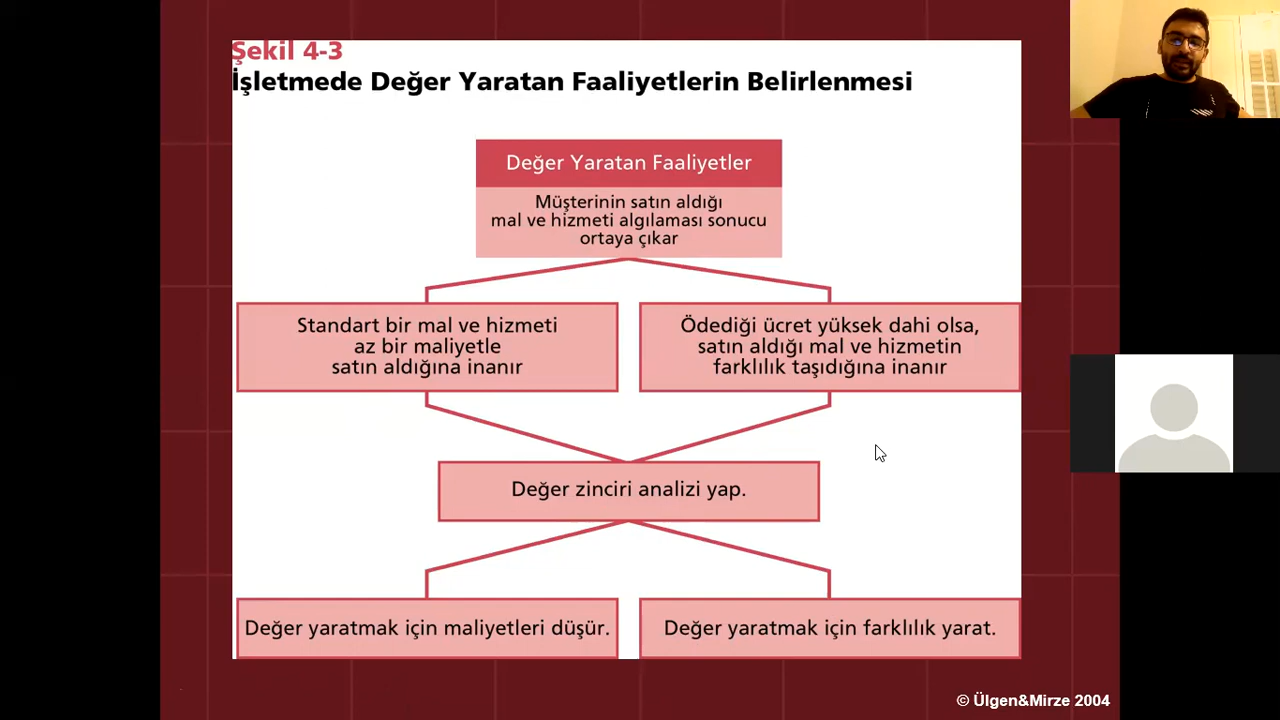 Şekil 4-3
İşletmede Değer Yaratan Faaliyetlerin Belirlenmesi
Değer Yaratan Faaliyetler
Müşterinin satın aldığı
mal ve hizmeti algılaması sonucu
ortaya çıkar
Standart bir mal ve hizmeti
az bir maliyetle
satın aldığına inanır
Ödediği ücret yüksek dahi olsa,
satın aldığı mal ve hizmetin
farklılık taşıdığına inanır
Değer zinciri analizi yap.
Değer yaratmak için maliyetleri düşür.
Değer yaratmak için farklılık yarat.
© Ülgen&Mirze 2004